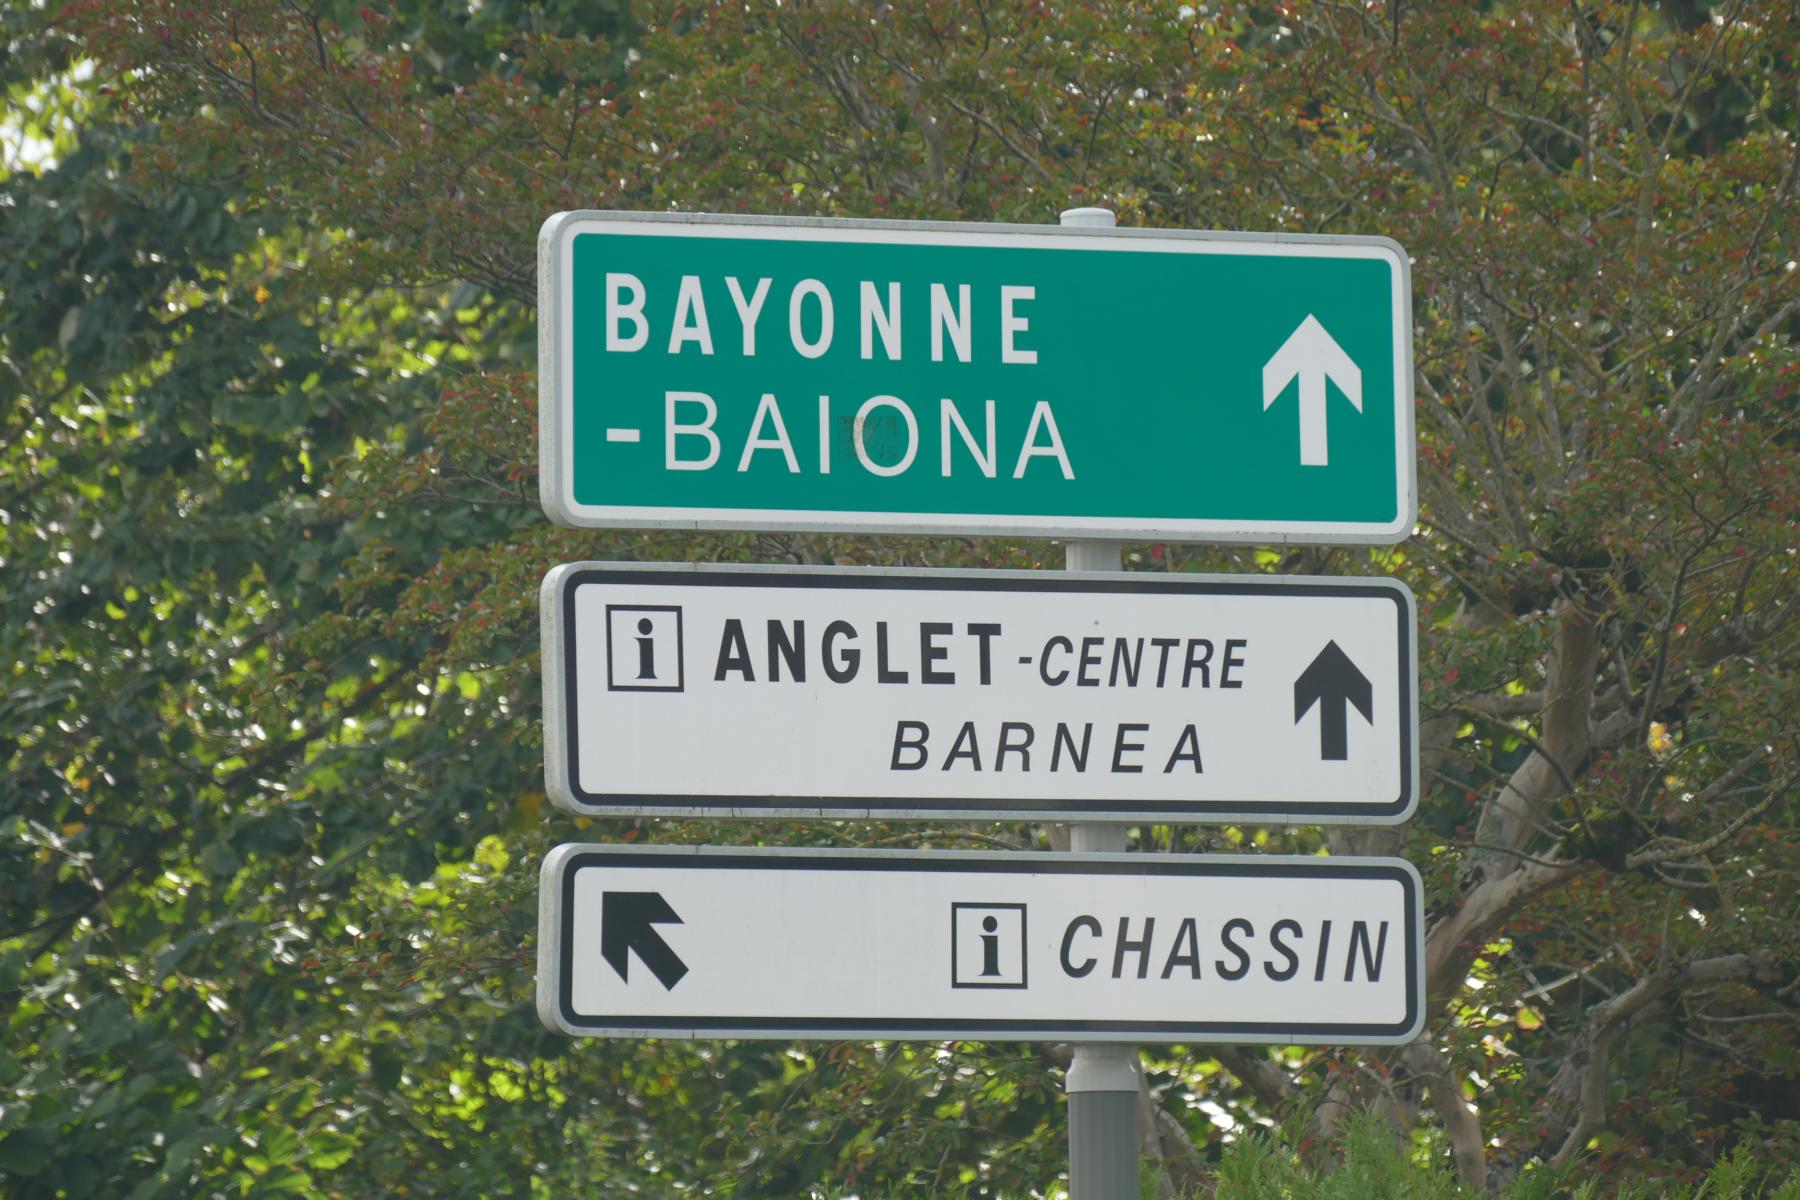 BAYONNE
-BAIONA
i ANGLET-CENTRE
BARNEA
i CHASSIN